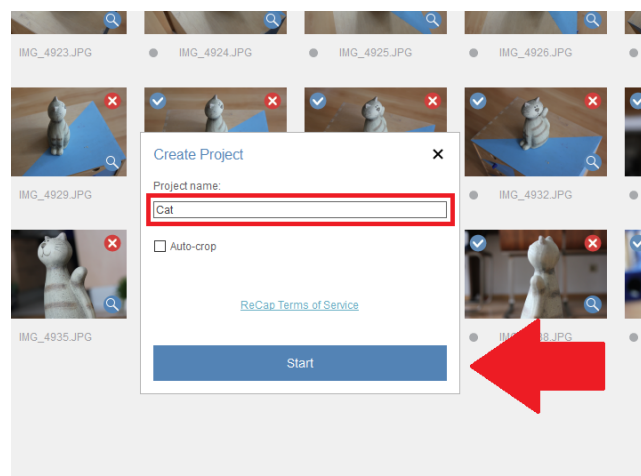 IMG_4923.JPG
IMG_4924.JPG
IMG_4925.JPG
IMG_4926.JPG
Create Project
Project name:
Cat
Auto-crop
ReCap Terms of Service
Start
IMG_4929.JPG
IMG_4932.JPG
IMG_4935.JPG